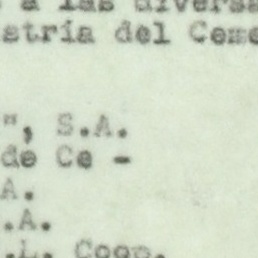 a las diversa
stria del Ceme
", S.A.
de Ce -
A.
.A.
.L. Coop.